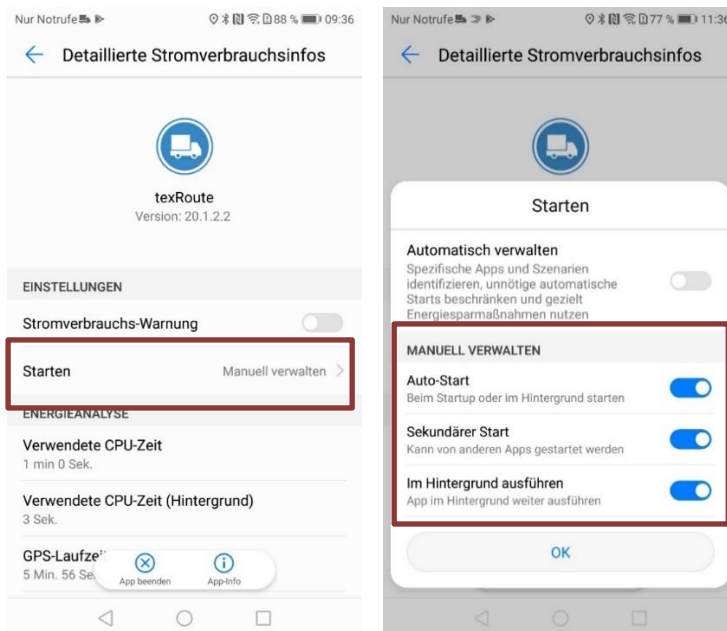 Nur Notrufe 88 % 09:36
Detaillierte Stromverbrauchsinfos
texRoute
Version: 20.1.2.2
EINSTELLUNGEN
Stromverbrauchs-Warnung
Starten Manuell verwalten
ENERGIEANALYSE
Verwendete CPU-Zeit
1 min 0 Sek.
Verwendete CPU-Zeit (Hintergrund)
3 Sek.
GPS-Laufzei
5 Min. 56 Se
App beenden App-Info
Nur Notrufe 77 % 11:36
Detaillierte Stromverbrauchsinfos
Starten
Automatisch verwalten
Spezifische Apps und Szenarien
identifizieren, unnötige automatische
Starts beschränken und gezielt
Energiesparmaßnahmen nutzen
MANUELL VERWALTEN
Auto-Start
Beim Startup oder im Hintergrund starten
Sekundärer Start
Kann von anderen Apps gestartet werden
Im Hintergrund ausführen
App im Hintergrund weiter ausführen
OK